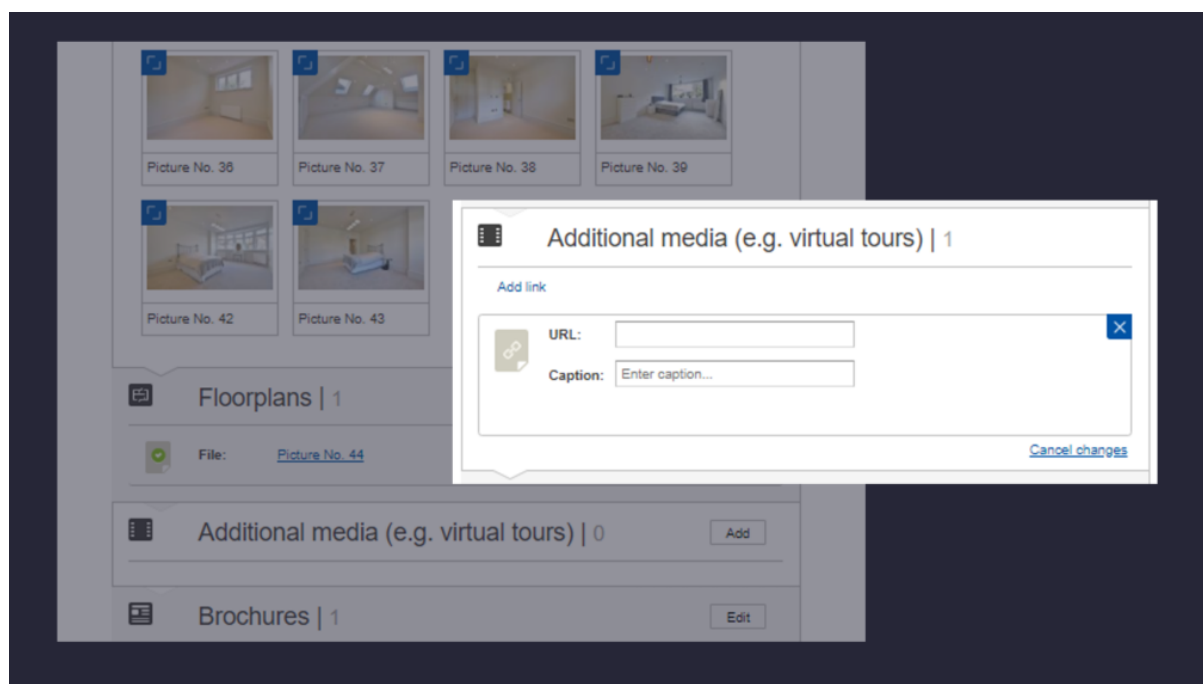 Picture No. 36
Picture No. 37
Picture No. 38
Picture No. 39
Picture No. 42
Picture No. 43
Additional media (e.g. virtual tours) | 1
Add link
URL:
Caption: Enter caption...
Cancel changes
Floorplans | 1
File: Picture No. 44
Additional media (e.g. virtual tours) | 0
Add
Brochures | 1
Edit